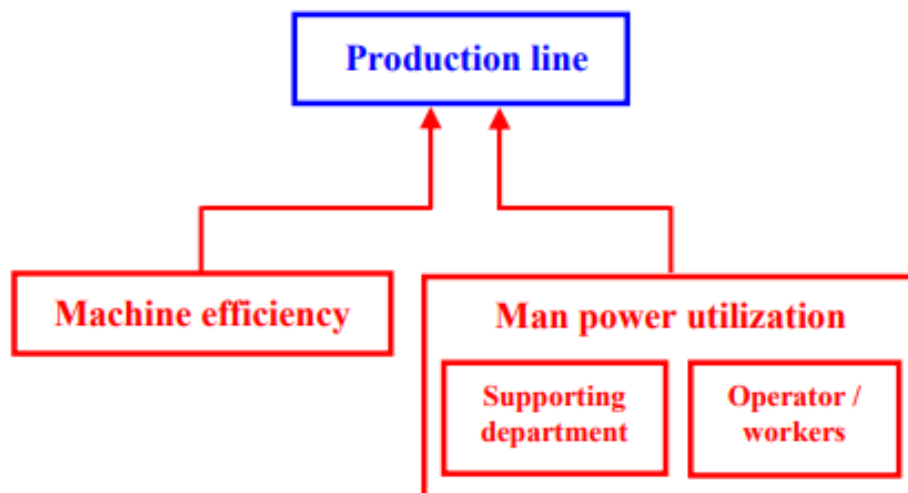 Production line
Machine efficiency
Man power utilization
Supporting
department
Operator /
workers